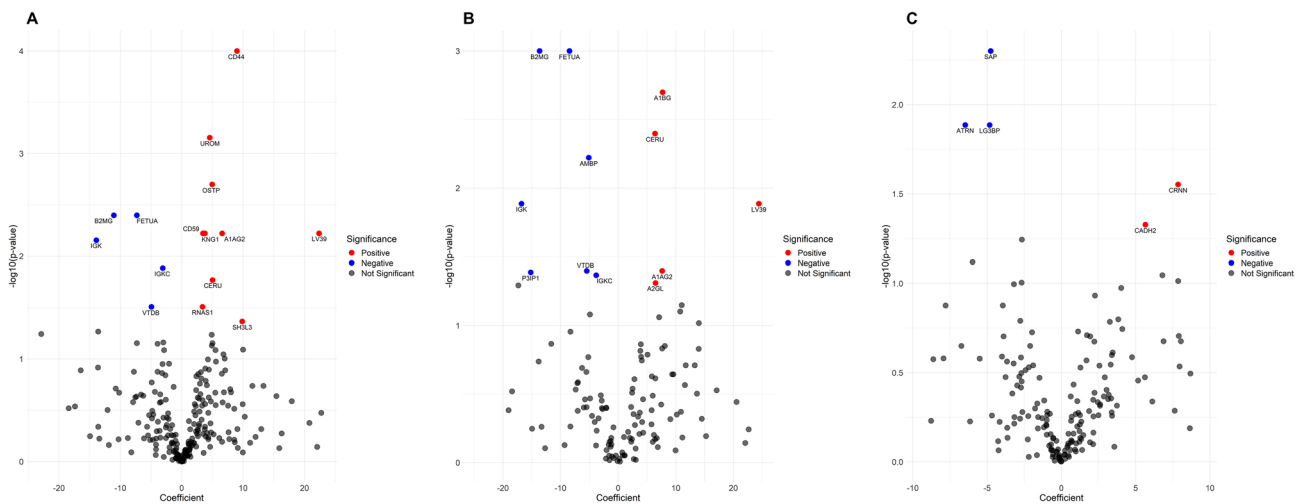 A
4
CD44
UROM
3
OSTP
B2MG
FETUA
CD59
KNG1
A1AG2
LV39
IGK
2
IGKC
CERU
VTDB
RNAS1
SH3L3
1
0
-20
-10
0
10
20
Coefficient
-log10(p-value)
Significance
Positive
Negative
Not Significant
B
3
B2MG
FETUA
A1BG
CERU
AMBP
2
IGK
LV39
P3IP1
VTDB
IGKC
A1AG2
A2GL
1
0
-20
-10
0
10
20
Coefficient
-log10(p-value)
Significance
Positive
Negative
Not Significant
C
SAP
2.0
ATRN
LG3BP
CRNN
1.5
CADH2
1.0
0.5
0.0
-10
-5
0
5
10
Coefficient
-log10(p-value)
Significance
Positive
Negative
Not Significant